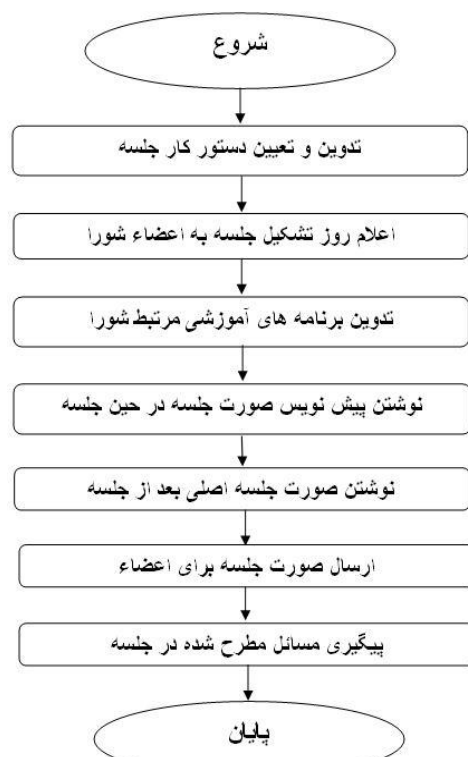 شروع
تدوین و تعیین دستور کار جلسه
اعلام روز تشکیل جلسه به اعضاء شورا
تدوین برنامه های آموزشی مرتبط شورا
نوشتن پیش نویس صورت جلسه در حین جلسه
نوشتن صورت جلسه اصلی بعد از جلسه
ارسال صورت جلسه برای اعضاء
پیگیری مسائل مطرح شده در جلسه
پایان